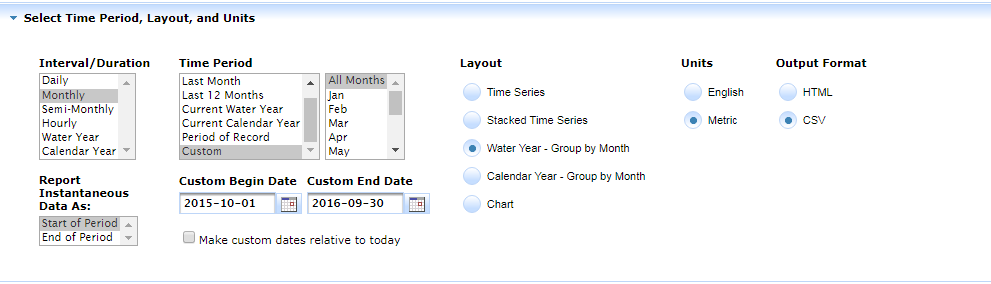 Select Time Period, Layout, and Units
Interval/Duration
Daily
Monthly
Semi-Monthly
Hourly
Water Year
Calendar Year
Time Period
Last Month
Last 12 Months
Current Water Year
Current Calendar Year
Period of Record
Custom
All Months
Jan
Feb
Mar
Apr
May
Layout
Time Series
Stacked Time Series
Water Year - Group by Month
Calendar Year - Group by Month
Chart
Units
English
Metric
Output Format
HTML
CSV
Report
Instantaneous
Data As:
Start of Period
End of Period
Custom Begin Date
2015-10-01
Custom End Date
2016-09-30
Make custom dates relative to today